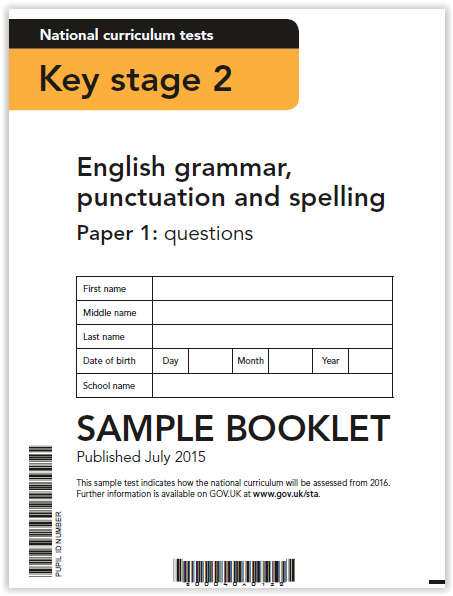 National curriculum tests
Key stage 2
English grammar,
punctuation and spelling
Paper 1: questions
First name
Middle name
Last name
Date of birth Day Month Year
School name
SAMPLE BOOKLET
Published July 2015
This sample test indicates how the national curriculum will be assessed from 2016.
Further information is available on GOV.UK at www.gov.uk/sta.
PUPIL ID NUMBER